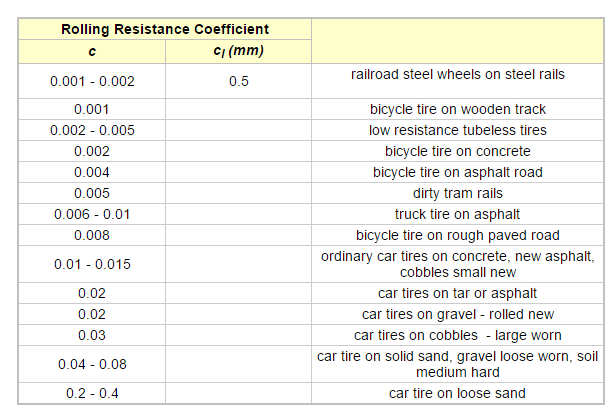 Rolling Resistance Coefficient
c cl (mm)
0.001 - 0.002 0.5 railroad steel wheels on steel rails
0.001 bicycle tire on wooden track
0.002 - 0.005 low resistance tubeless tires
0.002 bicycle tire on concrete
0.004 bicycle tire on asphalt road
0.005 dirty tram rails
0.006 - 0.01 truck tire on asphalt
0.008 bicycle tire on rough paved road
0.01 - 0.015 ordinary car tires on concrete, new asphalt,
cobbles small new
0.02 car tires on tar or asphalt
0.02 car tires on gravel - rolled new
0.03 car tires on cobbles - large worn
0.04 - 0.08 car tire on solid sand, gravel loose worn, soil
medium hard
0.2 - 0.4 car tire on loose sand